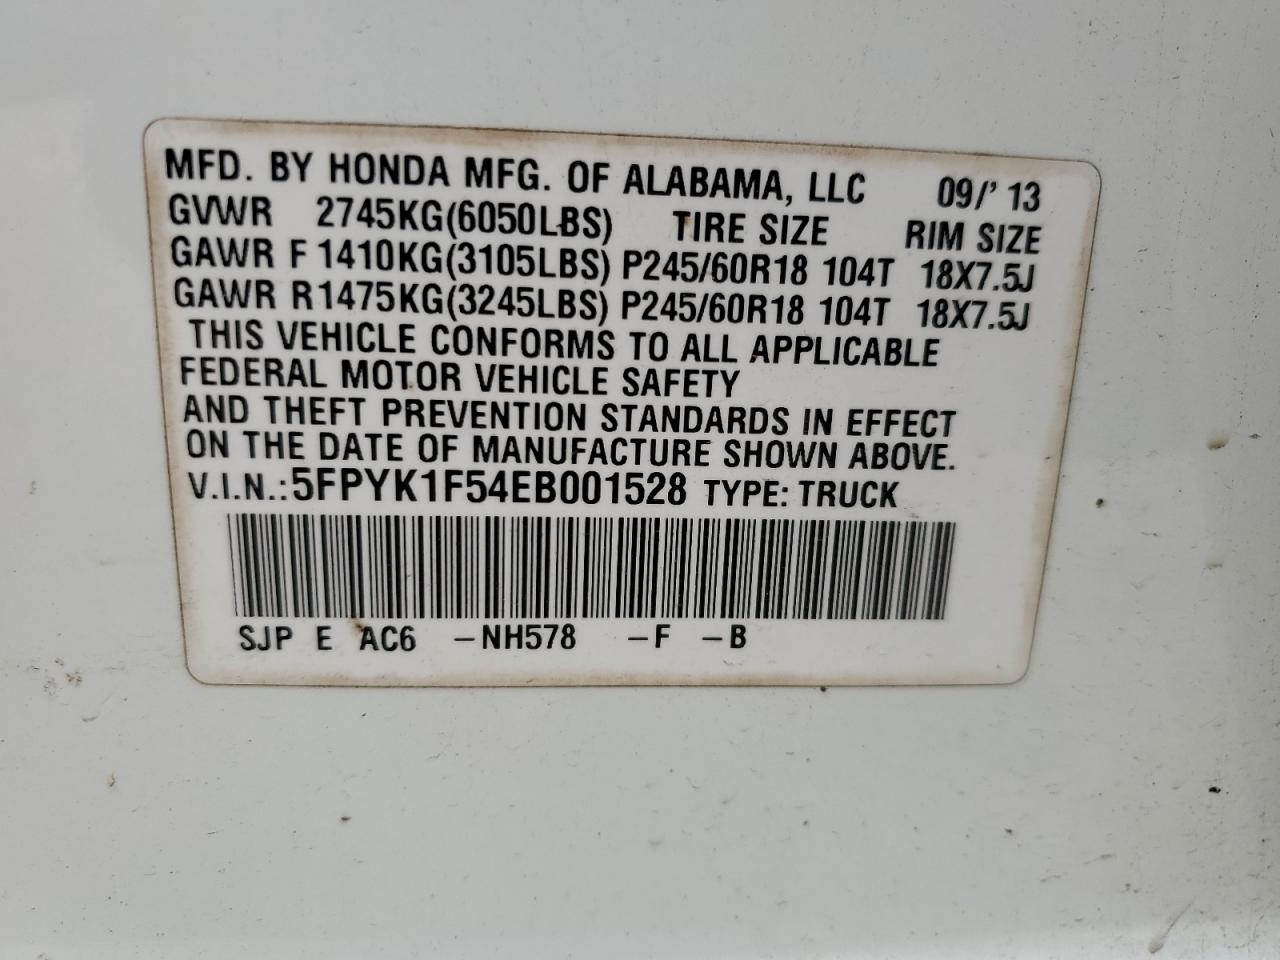 MFD. BY HONDA MFG. OF ALABAMA, LLC 09/'13
GVWR 2745KG(6050LBS) TIRE SIZE RIM SIZE
GAWR F 1410KG(3105LBS) P245/60R18 104T 18X7.5J
GAWR R1475KG(3245LBS) P245/60R18 104T 18X7.5J
THIS VEHICLE CONFORMS TO ALL APPLICABLE
FEDERAL MOTOR VEHICLE SAFETY
AND THEFT PREVENTION STANDARDS IN EFFECT
ON THE DATE OF MANUFACTURE SHOWN ABOVE.
V.I.N.:5FPYK1F54EB001528 TYPE: TRUCK
SJP E AC6 -NH578 -F -B